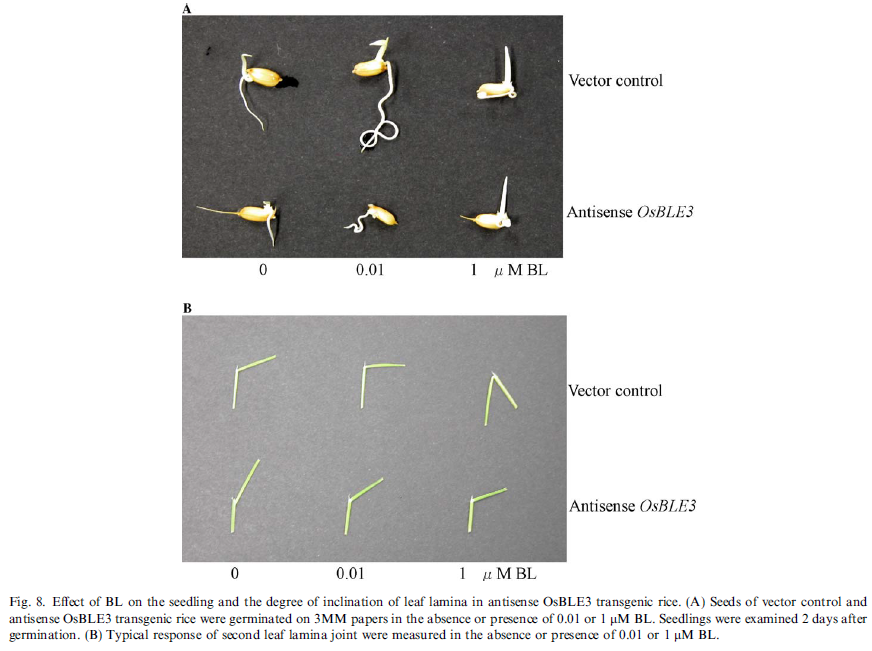 A
Vector control
Antisense OsBLE3
0 0.01 1 μ M BL
B
Vector control
Antisense OsBLE3
0 0.01 1 μ M BL
Fig. 8. Effect of BL on the seedling and the degree of inclination of leaf lamina in antisense OsBLE3 transgenic rice. (A) Seeds of vector control and
antisense OsBLE3 transgenic rice were germinated on 3MM papers in the absence or presence of 0.01 or 1 μM BL. Seedlings were examined 2 days after
germination. (B) Typical response of second leaf lamina joint were measured in the absence or presence of 0.01 or 1 μM BL.